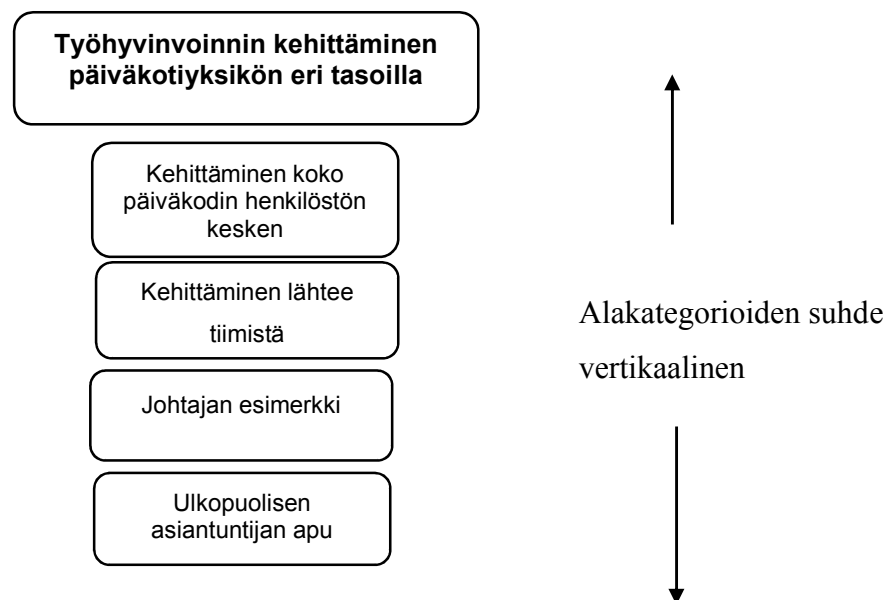 Työhyvinvoinnin kehittäminen
päiväkotiyksikön eri tasoilla
Kehittäminen koko
päiväkodin henkilöstön
kesken
Kehittäminen lähtee
tiimistä
Johtajan esimerkki
Ulkopuolisen
asiantuntijan apu
Alakategorioiden suhde
vertikaalinen